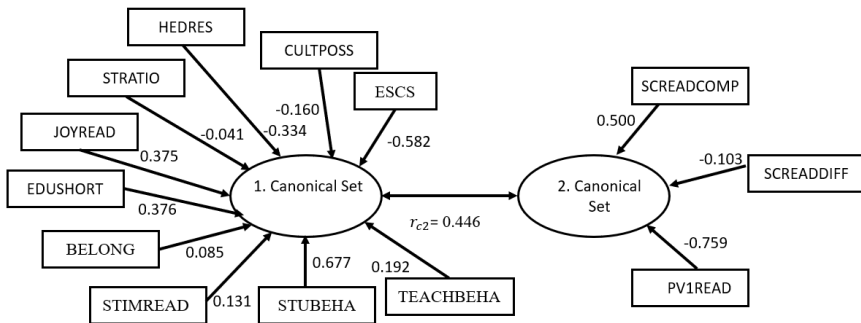 HEDRES
CULTPOSS
STRATIO
ESCS
SCREADCOMP
-0.160
-0.041
-0.334
0.500
JOYREAD
-0.582
0.375
-0.103
SCREADDIFF
EDUSHORT
1. Canonical Set
2. Canonical
Set
0.376
r_c2= 0.446
BELONG
0.085
-0.759
0.677
0.192
STIMREAD
0.131
STUBEHA
TEACHBEHA
PV1READ